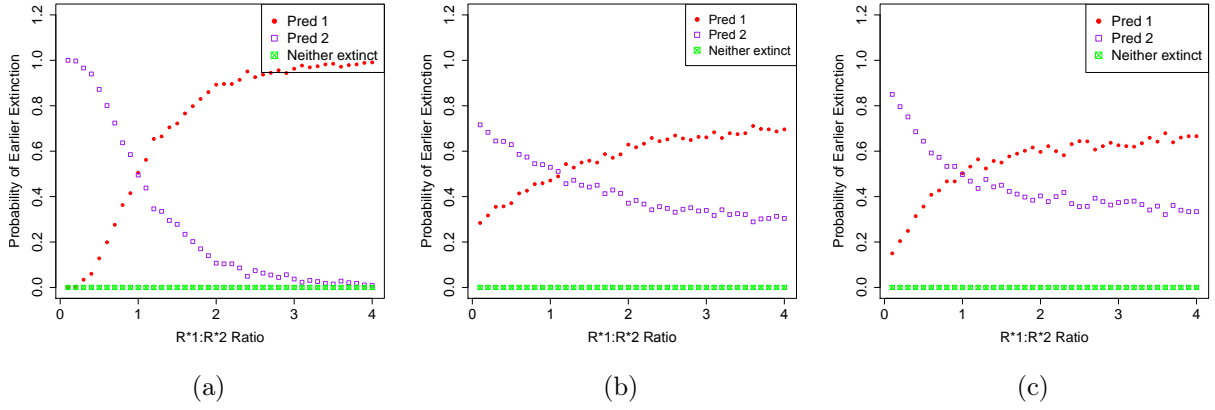 Probability of Earlier Extinction
1.2
1.0
0.8
0.6
0.4
0.2
0.0
Pred 1
Pred 2
Neither extinct
0 1 2 3 4
R*1:R*2 Ratio
(a)
Probability of Earlier Extinction
1.2
1.0
0.8
0.6
0.4
0.2
0.0
Pred 1
Pred 2
Neither extinct
0 1 2 3 4
R*1:R*2 Ratio
(b)
Probability of Earlier Extinction
1.2
1.0
0.8
0.6
0.4
0.2
0.0
Pred 1
Pred 2
Neither extinct
0 1 2 3 4
R*1:R*2 Ratio
(c)